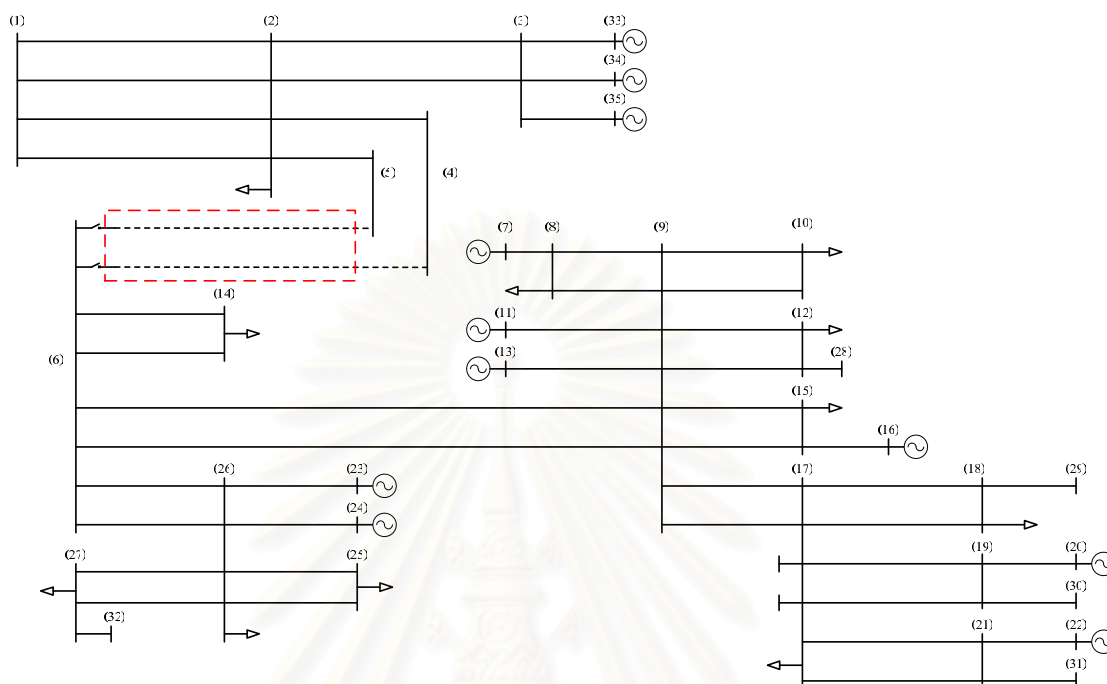 (1) (2) (3) (33)
(34)
(35)
(5) (4)
(7) (8) (9) (10)
(14)
(11) (12)
(6) (13) (28)
(15)
(16)
(26) (23) (17) (18) (29)
(24)
(27) (25) (19) (20)
(32) (30)
(21) (22)
(31)